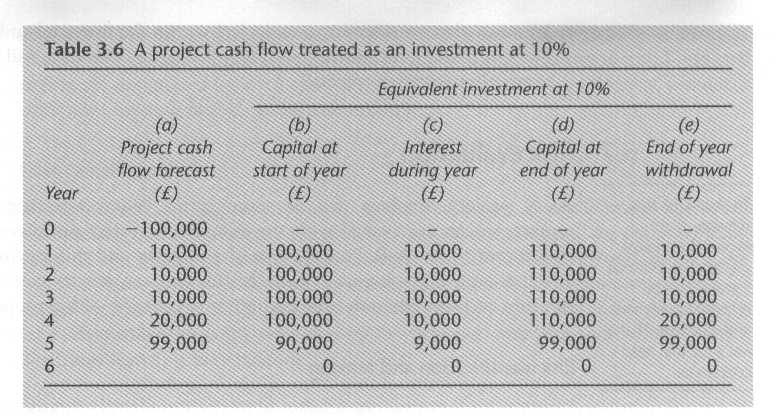 Table 3.6 A project cash flow treated as an investment at 10%
Equivalent investment at 10%
(a) (b) (c) (d) (e)
Project cash Capital at Interest Capital at End of year
flow forecast start of year during year end of year withdrawal
Year (£) (£) (£) (£) (£)
0 –100,000 – – – –
1 10,000 100,000 10,000 110,000 10,000
2 10,000 100,000 10,000 110,000 10,000
3 10,000 100,000 10,000 110,000 10,000
4 20,000 100,000 10,000 110,000 20,000
5 99,000 90,000 9,000 99,000 99,000
6 0 0 0 0